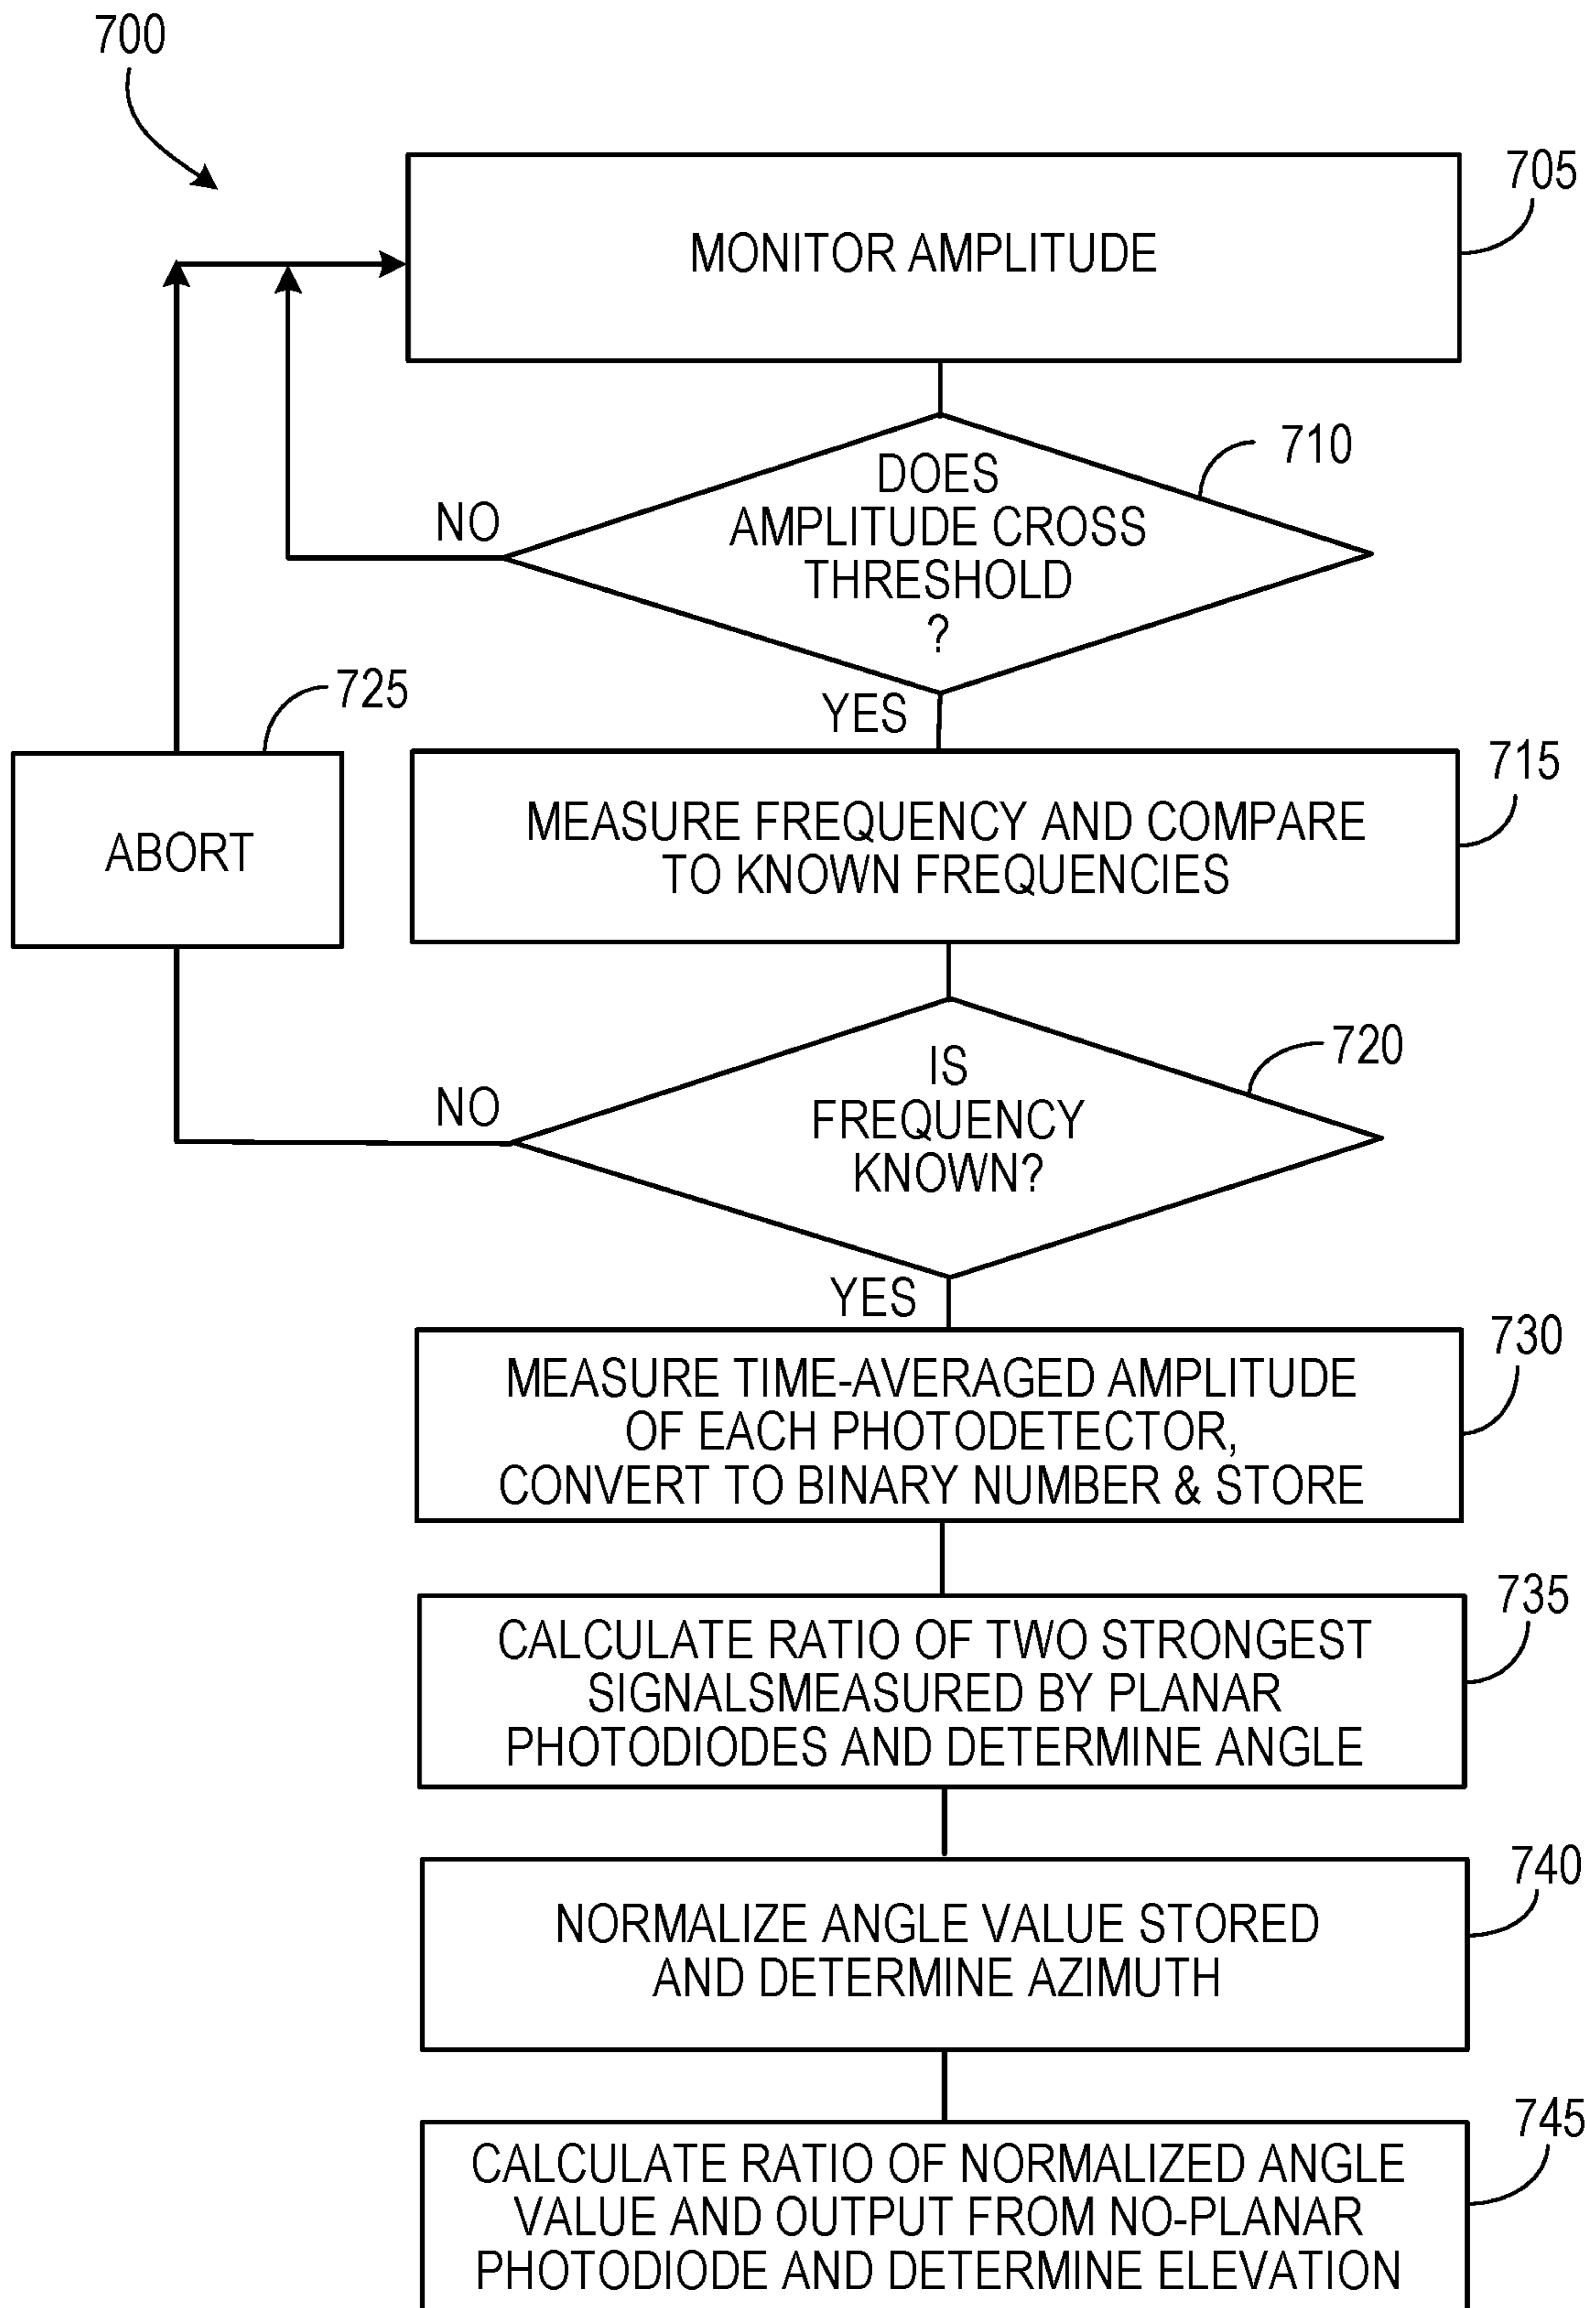 700
705
MONITOR AMPLITUDE
710
DOES
AMPLITUDE CROSS
THRESHOLD
?
NO
YES
725
ABORT
715
MEASURE FREQUENCY AND COMPARE
TO KNOWN FREQUENCIES
720
IS
FREQUENCY
KNOWN?
NO
YES
730
MEASURE TIME-AVERAGED AMPLITUDE
OF EACH PHOTODETECTOR,
CONVERT TO BINARY NUMBER & STORE
735
CALCULATE RATIO OF TWO STRONGEST
SIGNALSMEASURED BY PLANAR
PHOTODIODES AND DETERMINE ANGLE
740
NORMALIZE ANGLE VALUE STORED
AND DETERMINE AZIMUTH
745
CALCULATE RATIO OF NORMALIZED ANGLE
VALUE AND OUTPUT FROM NO-PLANAR
PHOTODIODE AND DETERMINE ELEVATION